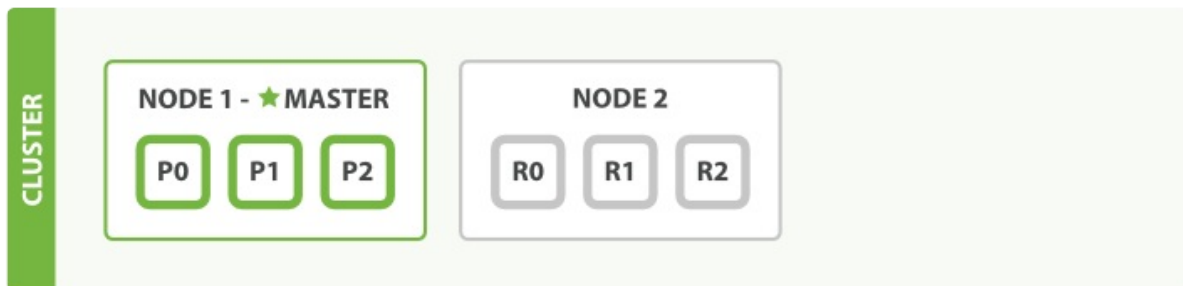 CLUSTER
NODE 1 - ★ MASTER
P0 P1 P2
NODE 2
R0 R1 R2